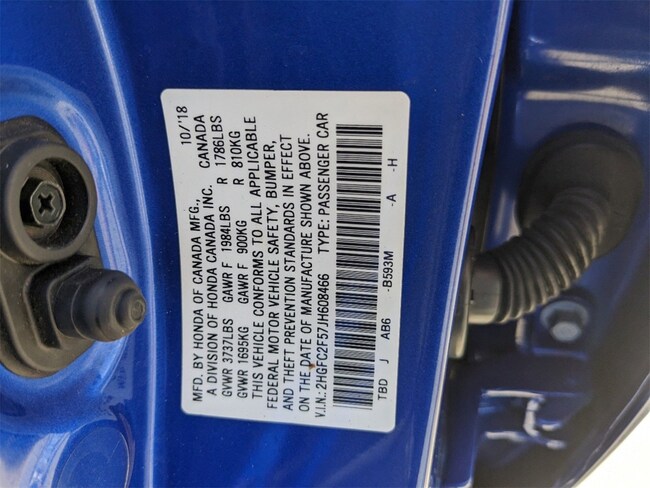 MFD. BY HONDA OF CANADA MFG., 10/'18
A DIVISION OF HONDA CANADA INC. CANADA
GVWR 3737LBS GAWR F 1984LBS R 1786LBS
GVWR 1695KG GAWR F 900KG R 810KG
THIS VEHICLE CONFORMS TO ALL APPLICABLE
FEDERAL MOTOR VEHICLE SAFETY, BUMPER,
AND THEFT PREVENTION STANDARDS IN EFFECT
ON THE DATE OF MANUFACTURE SHOWN ABOVE.
V.I.N.: 2HGFC2F57JH608466 TYPE: PASSENGER CAR
TBD J AB6 -B593M -A -H